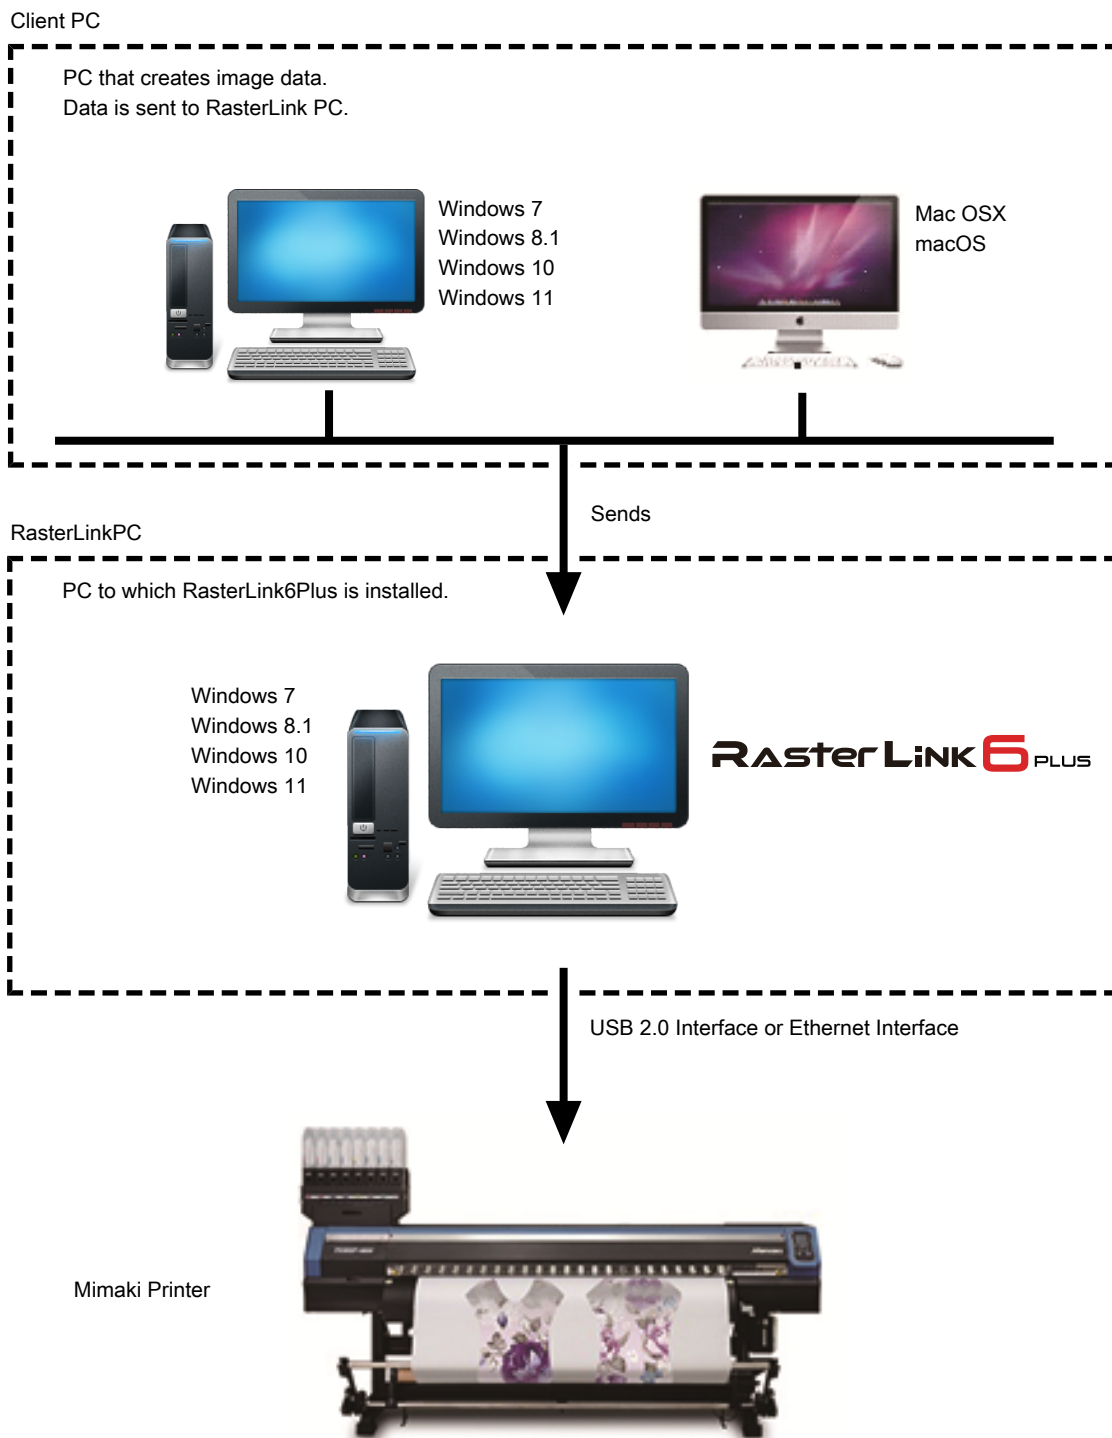 Client PC
PC that creates image data.
Data is sent to RasterLink PC.
Windows 7
Windows 8.1
Windows 10
Windows 11
Mac OSX
macOS
Sends
RasterLinkPC
PC to which RasterLink6Plus is installed.
Windows 7
Windows 8.1
Windows 10
Windows 11
RASTER LINK 6 PLUS
USB 2.0 Interface or Ethernet Interface
Mimaki Printer